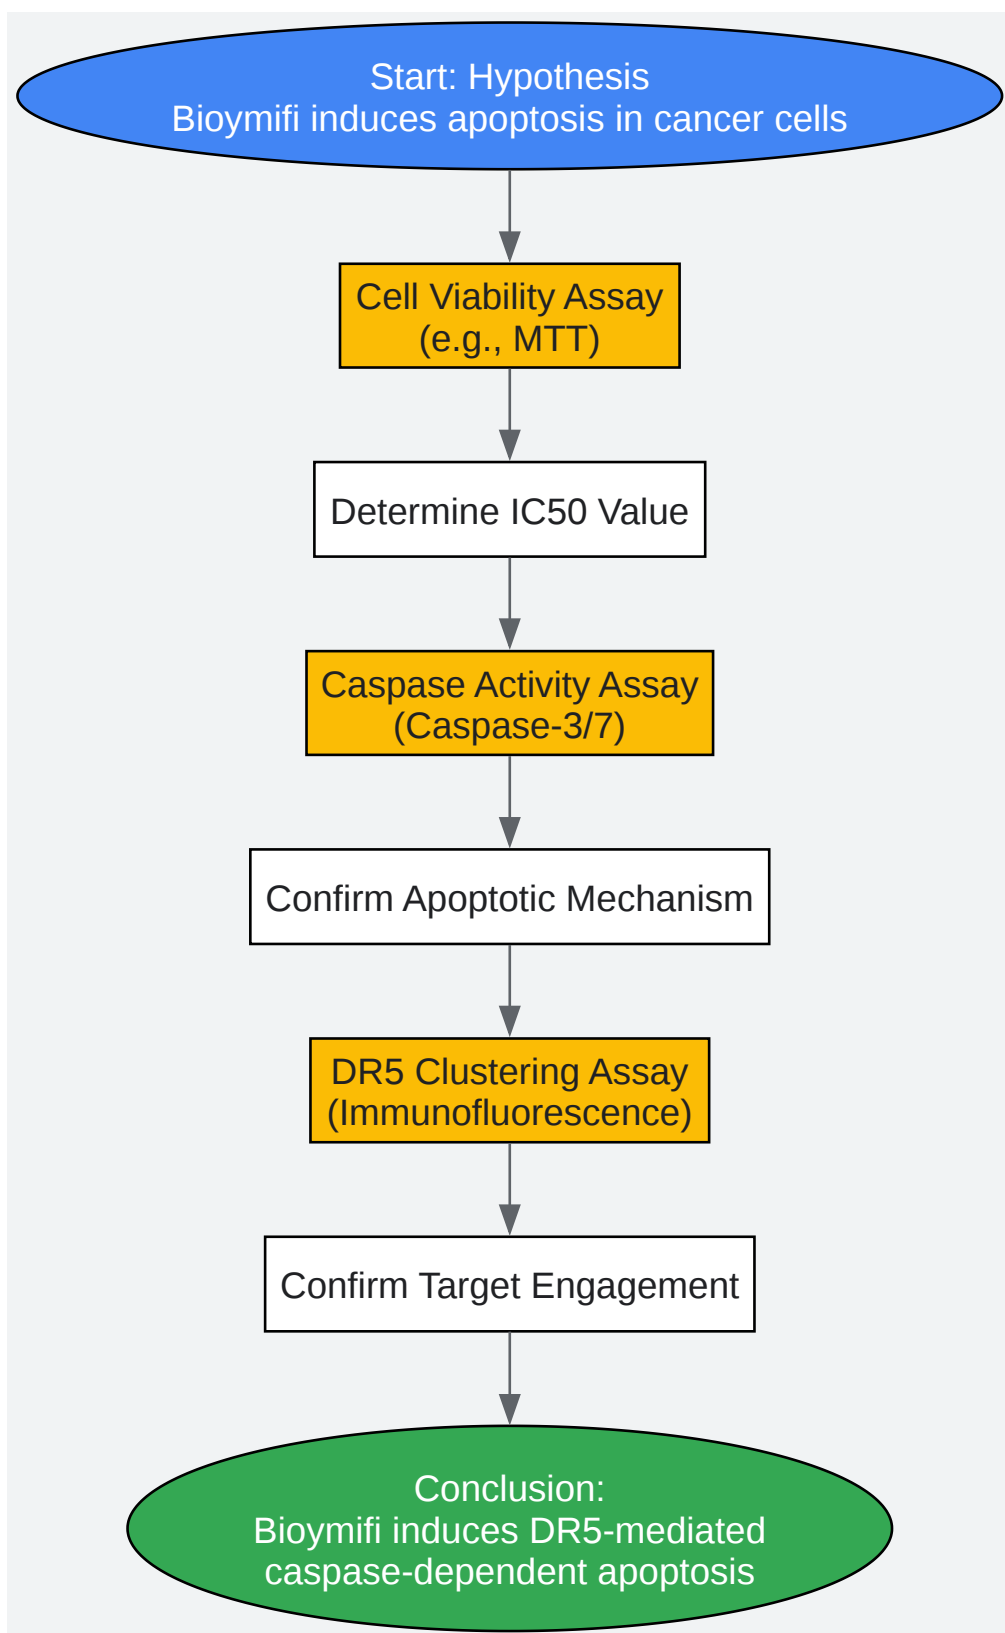 Start: Hypothesis
Bioymifi induces apoptosis in cancer cells
Cell Viability Assay
(e.g., MTT)
Determine IC50 Value
Caspase Activity Assay
(Caspase-3/7)
Confirm Apoptotic Mechanism
DR5 Clustering Assay
(Immunofluorescence)
Confirm Target Engagement
Conclusion:
Bioymifi induces DR5-mediated
caspase-dependent apoptosis